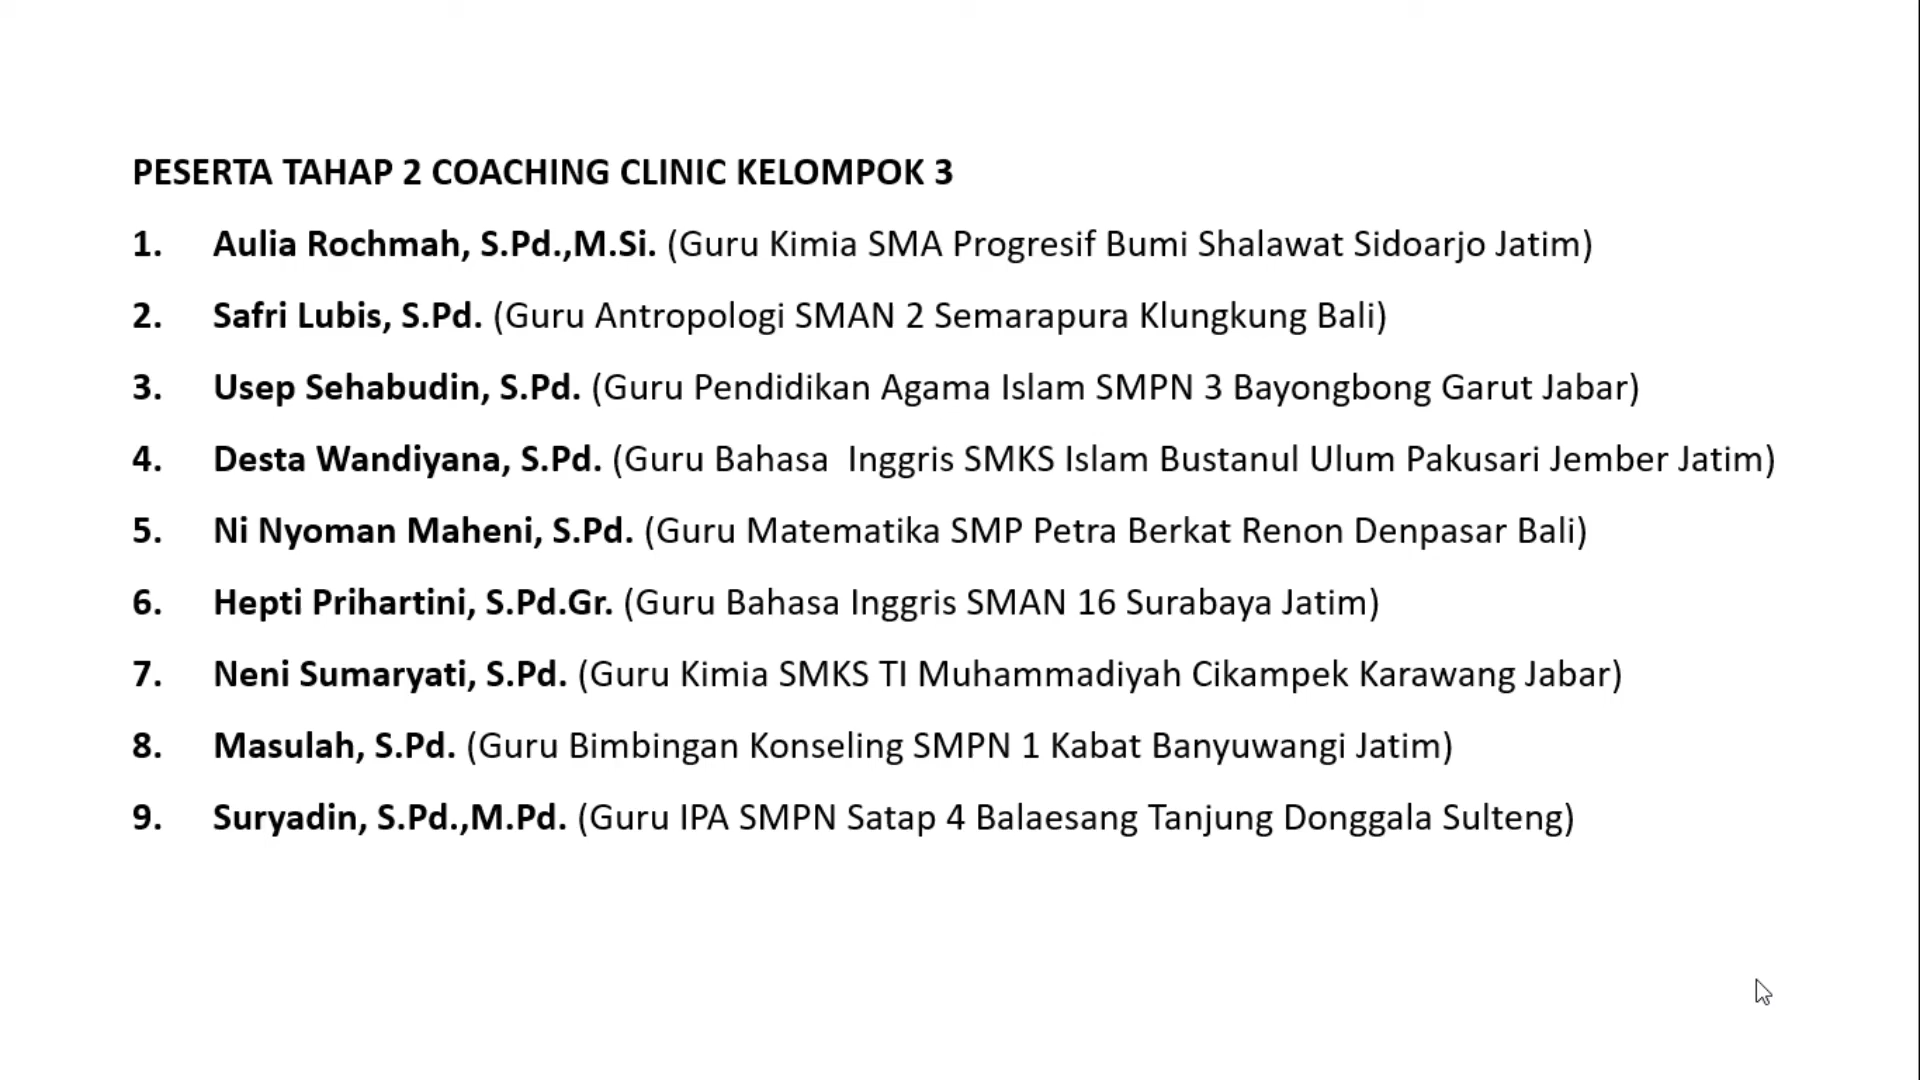 PESERTA TAHAP 2 COACHING CLINIC KELOMPOK 3
1. Aulia Rochmah, S.Pd.,M.Si. (Guru Kimia SMA Progresif Bumi Shalawat Sidoarjo Jatim)
2. Safri Lubis, S.Pd. (Guru Antropologi SMAN 2 Semarapura Klungkung Bali)
3. Usep Sehabudin, S.Pd. (Guru Pendidikan Agama Islam SMPN 3 Bayongbong Garut Jabar)
4. Desta Wandiyana, S.Pd. (Guru Bahasa  Inggris SMKS Islam Bustanul Ulum Pakusari Jember Jatim)
5. Ni Nyoman Maheni, S.Pd. (Guru Matematika SMP Petra Berkat Renon Denpasar Bali)
6. Hepti Prihartini, S.Pd.Gr. (Guru Bahasa Inggris SMAN 16 Surabaya Jatim)
7. Neni Sumaryati, S.Pd. (Guru Kimia SMKS TI Muhammadiyah Cikampek Karawang Jabar)
8. Masulah, S.Pd. (Guru Bimbingan Konseling SMPN 1 Kabat Banyuwangi Jatim)
9. Suryadin, S.Pd.,M.Pd. (Guru IPA SMPN Satap 4 Balaesang Tanjung Donggala Sulteng)